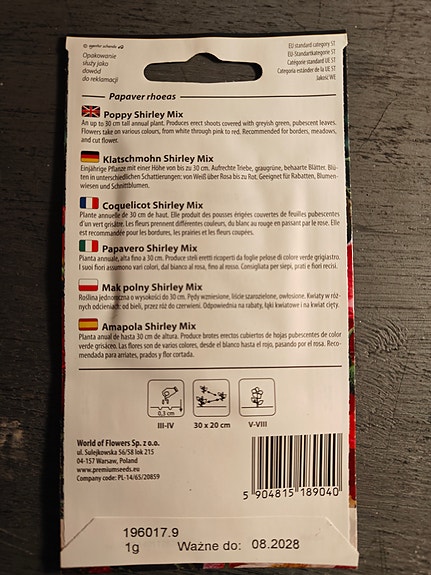 Opakowanie
służy jako
dowód
do reklamacji
EU standard category ST
EU-Standardkategorie ST
Catégorie standard UE ST
Categoria standard de la UE ST
Categoría estánder de la UE ST
Jakość WE
Papaver rhoeas
Poppy Shirley Mix
An up to 30 cm tall annual plant. Produces erect shoots covered with greyish green, pubescent leaves.
Flowers take on various colours, from white through pink to red. Recommended for borders, meadows,
and cut flower.
Klatschmohn Shirley Mix
Einjährige Pflanze mit einer Höhe von bis zu 30 cm. Aufrechte Triebe, graugrüne, behaarte Blätter. Blü-
ten in unterschiedlichen Schattierungen: von Weiß über Rosa bis zu Rot. Geeignet für Rabatten, Blumen-
wiesen und Schnittblumen.
Coquelicot Shirley Mix
Plante annuelle de 30 cm de haut. Elle produit des pousses érigées couvertes de feuilles pubescentes
d'un vert grisâtre. Les fleurs prennent différents couleurs, du blanc au rouge en passant par le rose. Elle
est recommandée pour les bordures, les prairies et les fleurs coupées.
Papavero Shirley Mix
Pianta annuale, alta fino a 30 cm. Produce steli eretti ricoperti da foglie pelose di colore verde grigiastro.
I suoi fiori assumono vari colori, dal bianco al rosa, fino al rosso. Consigliata per siepi, prati e fiori recisi.
Mak polny Shirley Mix
Roślina jednoroczna o wysokości do 30 cm. Pędy wzniesione, liście szarozielone, owłosione. Kwiaty w róż-
nych odcieniach: od bieli, przez róż do czerwieni. Odpowiednia na rabaty, łąki kwiatowe i na kwiat cięty.
Amapola Shirley Mix
Planta anual de hasta 30 cm de altura. Produce brotes erectos cubiertos de hojas pubescentes de color
verde grisáceo. Las flores son de varios colores, desde el blanco hasta el rojo, pasando por el rosa. Reco-
mendada para arriates, prados y flor cortada.
0,3 cm
III-IV
30 x 20 cm
V-VIII
World of Flowers Sp. z o.o.
ul. Sulejkowska 56/58 lok 215
04-157 Warsaw, Poland
www.premiumseeds.eu
Company code: PL-14/65/20859
5 904815 189040
196017.9
1g Ważne do: 08.2028